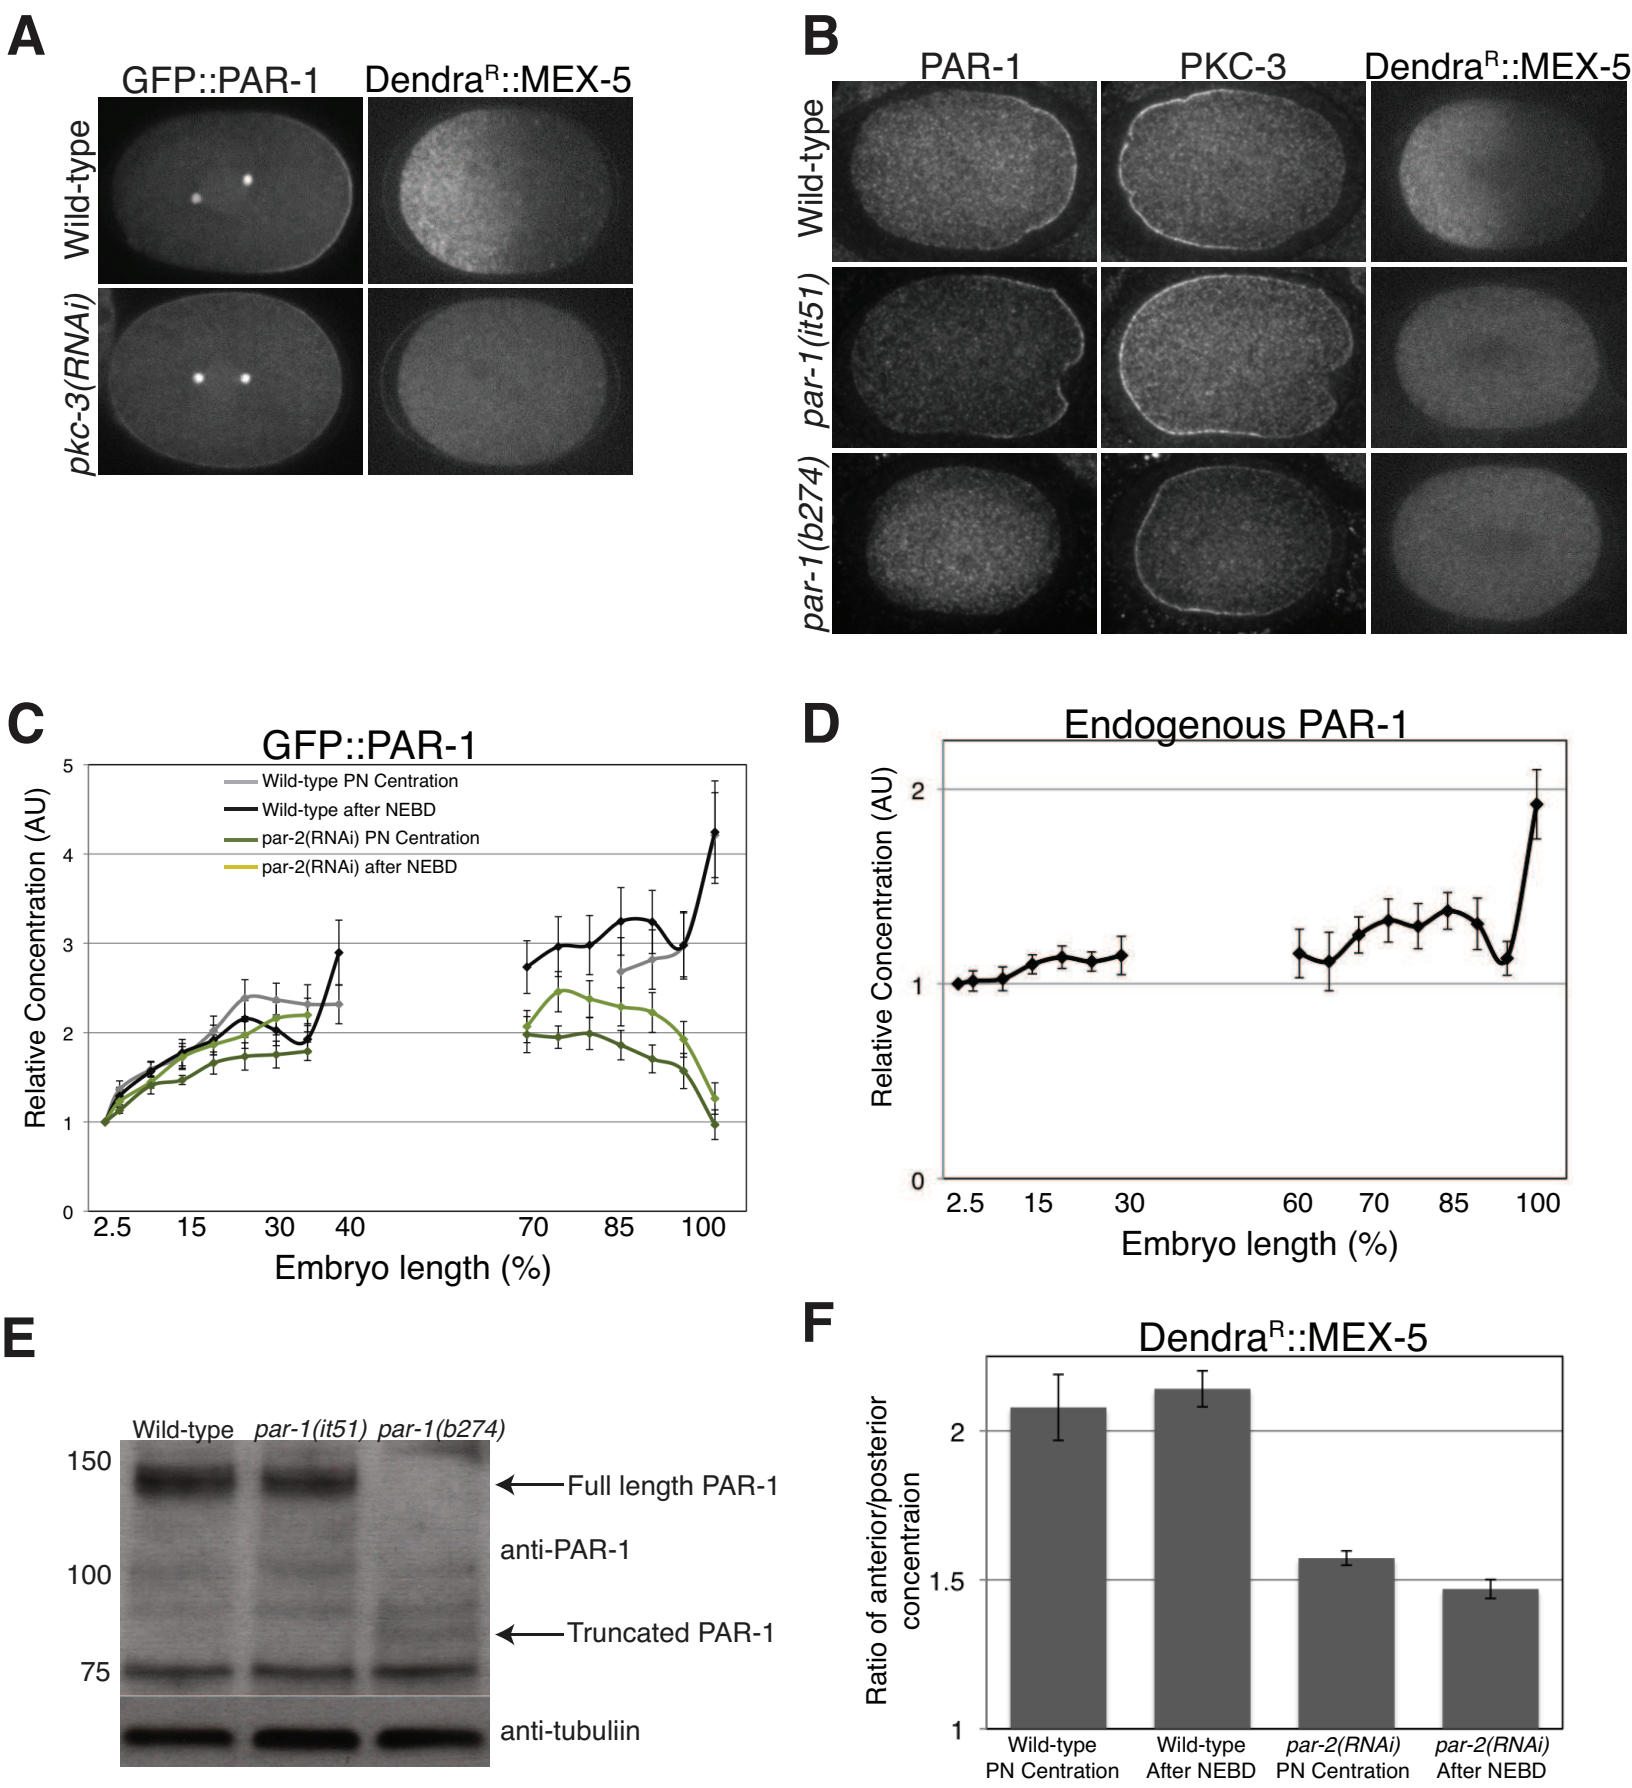 A
GFP::PAR-1
DendraR::MEX-5
Wild-type
pkc-3(RNAi)
B
PAR-1
PKC-3
DendraR::MEX-5
Wild-type
par-1(it51)
par-1(b274)
C
GFP::PAR-1
Relative Concentration (AU)
5
4
3
2
1
0
Wild-type PN Centration
Wild-type after NEBD
par-2(RNAi) PN Centration
par-2(RNAi) after NEBD
2.5 15 30 40 70 85 100
Embryo length (%)
D
Endogenous PAR-1
Relative Concentration (AU)
2
1
0
2.5 15 30 60 70 85 100
Embryo length (%)
E
Wild-type par-1(it51) par-1(b274)
150
100
75
Full length PAR-1
anti-PAR-1
Truncated PAR-1
anti-tubuliin
F
DendraR::MEX-5
Ratio of anterior/posterior
concentraion
2
1.5
1
Wild-type
PN Centration
Wild-type
After NEBD
par-2(RNAi)
PN Centration
par-2(RNAi)
After NEBD